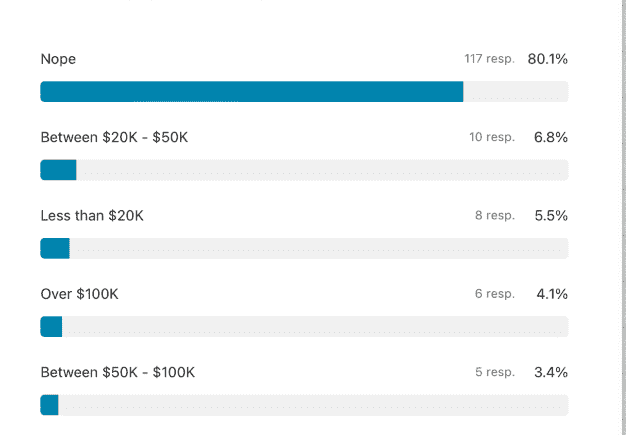 Nope 117 resp. 80.1%
Between $20K - $50K 10 resp. 6.8%
Less than $20K 8 resp. 5.5%
Over $100K 6 resp. 4.1%
Between $50K - $100K 5 resp. 3.4%